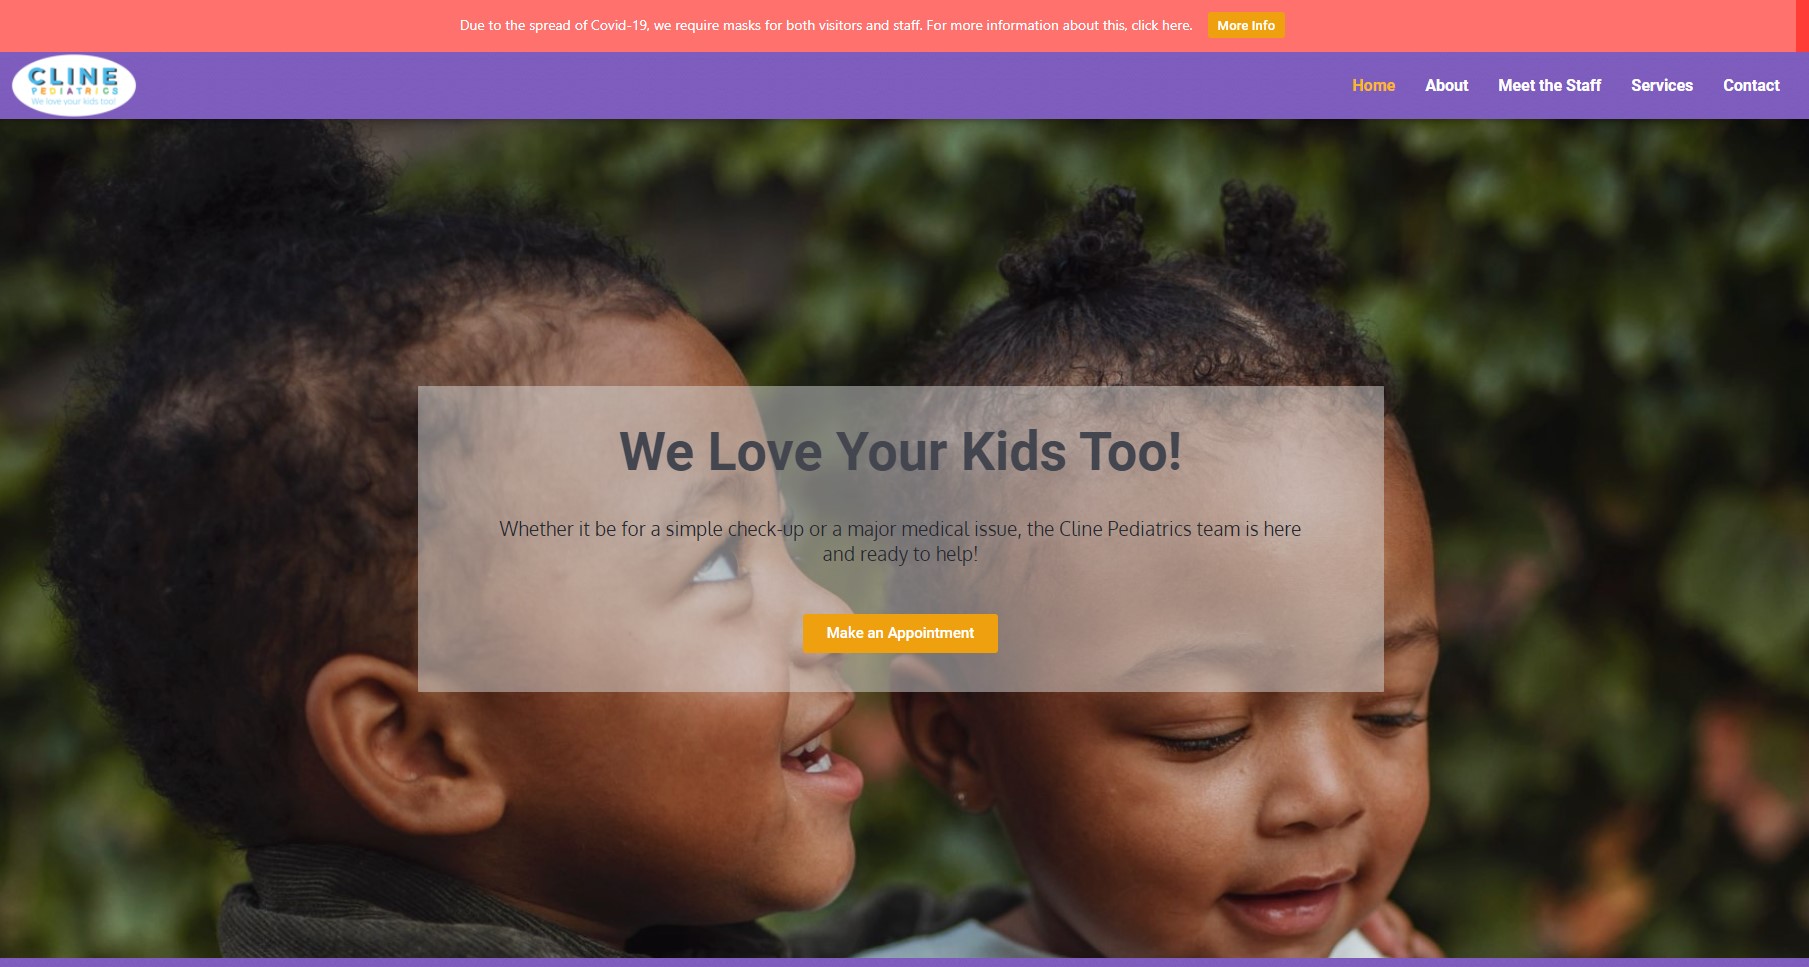 Due to the spread of Covid-19, we require masks for both visitors and staff. For more information about this, click here.
More Info
CLINE
PEDIATRICS
We love your kids too!
Home
About
Meet the Staff
Services
Contact
We Love Your Kids Too!
Whether it be for a simple check-up or a major medical issue, the Cline Pediatrics team is here
and ready to help!
Make an Appointment